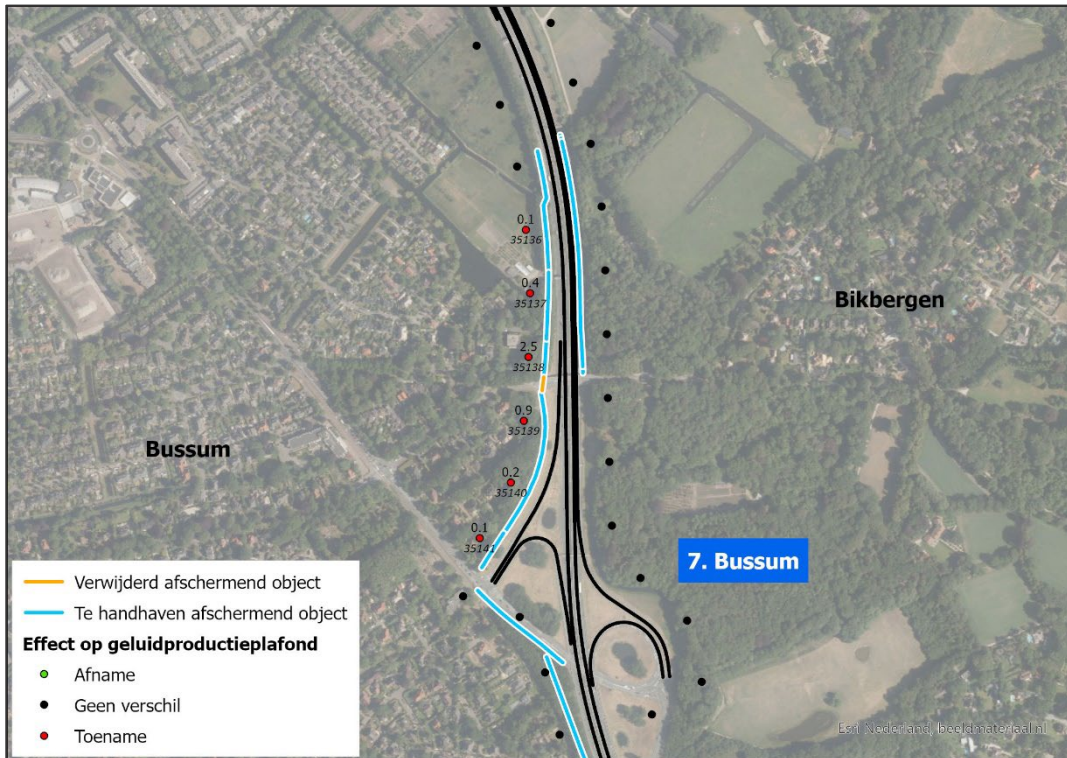 0.1
35136
0.4
35137
Bikbergen
2.5
35138
0.9
35139
Bussum
0.2
35140
0.1
35141
7. Bussum
Verwijderd afschermend object
Te handhaven afschermend object
Effect op geluidproductieplafond
Afname
Geen verschil
Toename
Esri Nederland, beeldmateriaal.nl